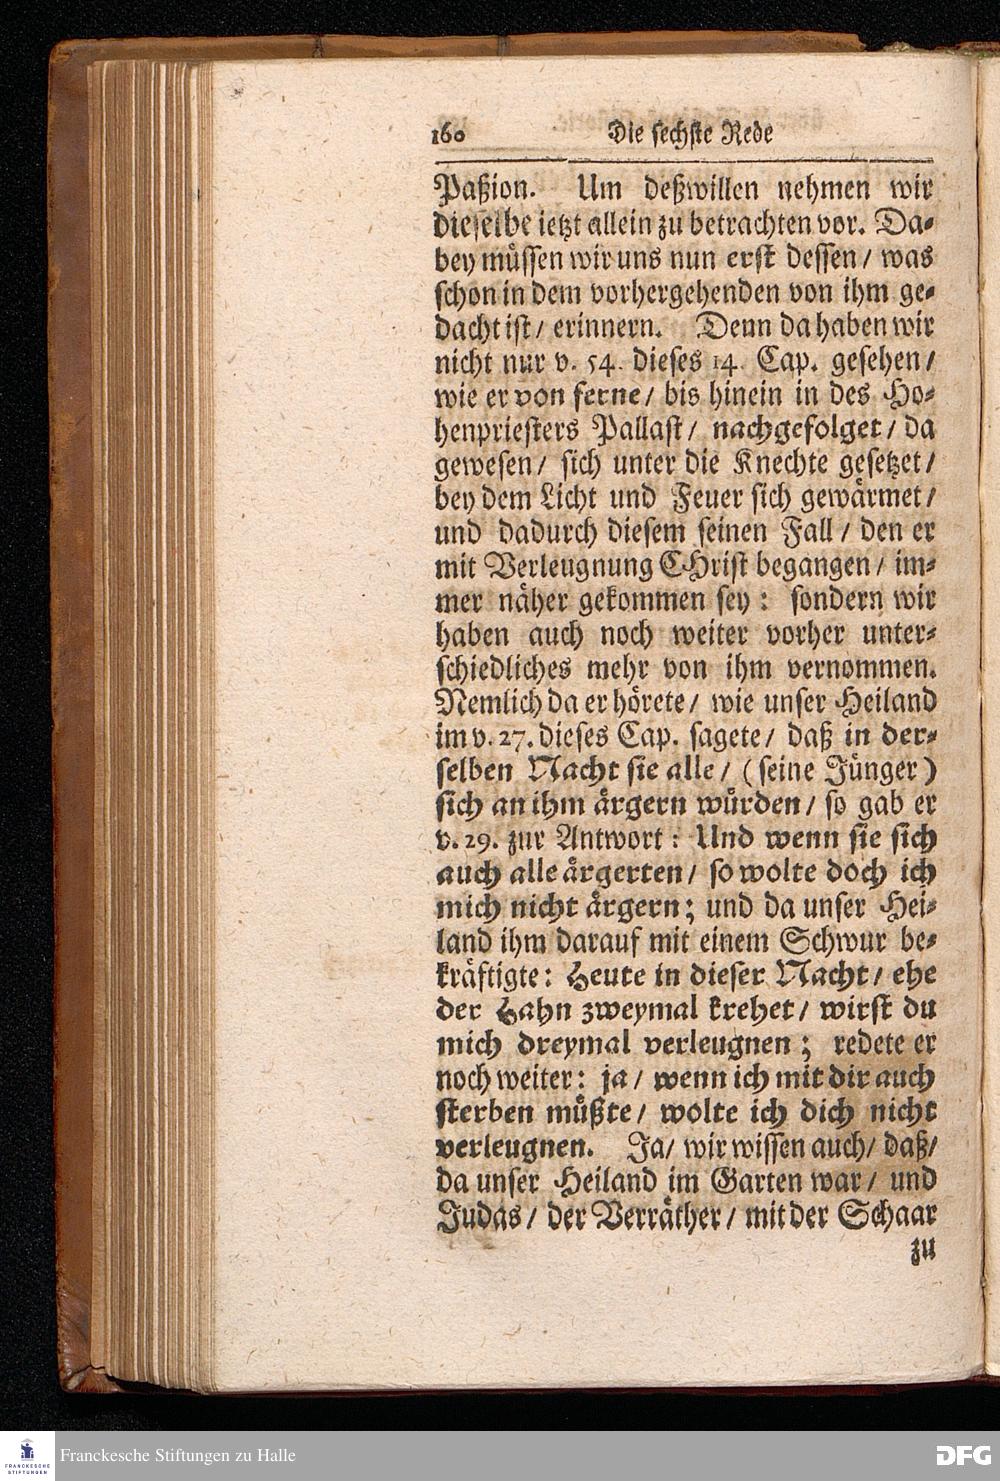 160 Die sechste Rede
Paßion. Um deßwillen nehmen wir
dieselbe ietzt allein zu betrachten vor. Da-
bey müssen wir uns nun erst dessen / was
schon in dem vorhergehenden von ihm ge-
dacht ist / erinnern. Denn da haben wir
nicht nur v. 54. dieses 14. Cap. gesehen /
wie er von ferne / bis hinein in des Ho-
henpriesters Pallast / nachgefolget / da
gewesen / sich unter die Knechte gesetzet /
bey dem Licht und Feuer sich gewärmet /
und dadurch diesem seinen Fall / den er
mit Verleugnung CHrist begangen / im-
mer näher gekommen sey : sondern wir
haben auch noch weiter vorher unter-
schiedliches mehr von ihm vernommen.
Nemlich da er hörete / wie unser Heiland
im v. 27. dieses Cap. sagete / daß in der-
selben Nacht sie alle / (seine Jünger)
sich an ihm ärgern würden / so gab er
v. 29. zur Antwort : Und wenn sie sich
auch alle ärgerten / so wolte doch ich
mich nicht ärgern ; und da unser Hei-
land ihm darauf mit einem Schwur be-
kräftigte : Heute in dieser Nacht / ehe
der Hahn zweymal krehet / wirst du
mich dreymal verleugnen ; redete er
noch weiter : ja / wenn ich mit dir auch
sterben müßte / wolte ich dich nicht
verleugnen. Ja / wir wissen auch / daß /
da unser Heiland im Garten war / und
Judas / der Verräther / mit der Schaar
zu
FRANCKESCHE
STIFTUNGEN
Franckesche Stiftungen zu Halle
DFG